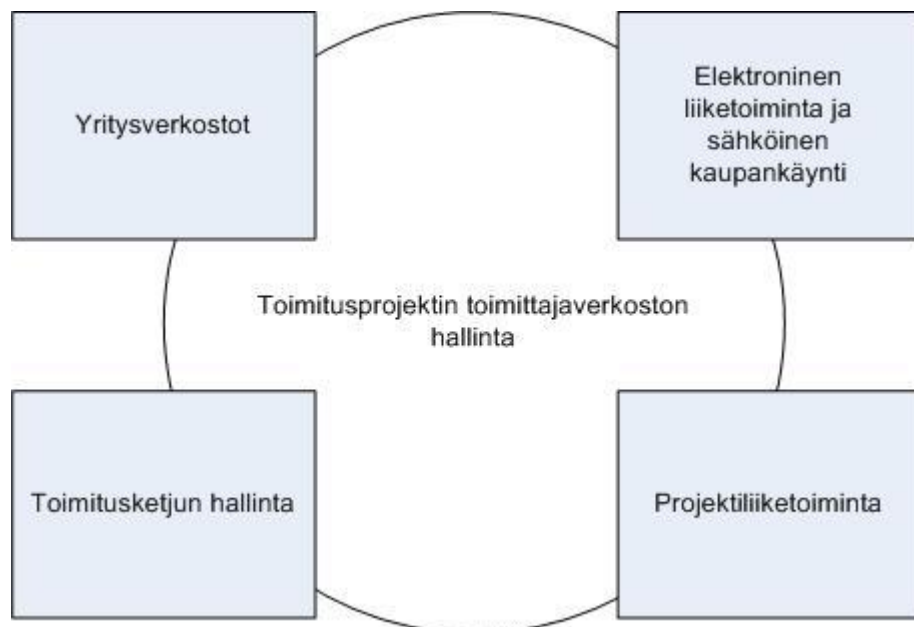 Yritysverkostot
Elektroninen
liiketoiminta ja
sähköinen
kaupankäynti
Toimitusprojektin toimittajaverkoston
hallinta
Toimitusketjun hallinta
Projektiliiketoiminta